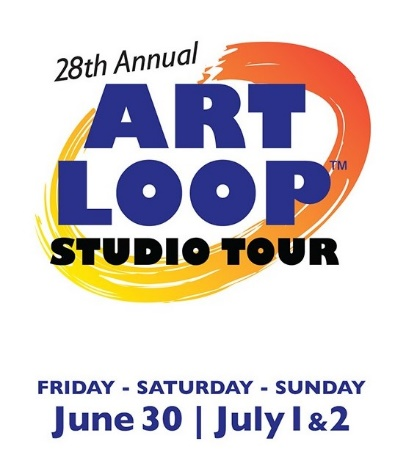 28th Annual
ART
LOOP™
STUDIO TOUR
FRIDAY - SATURDAY - SUNDAY
June 30 | July 1 & 2